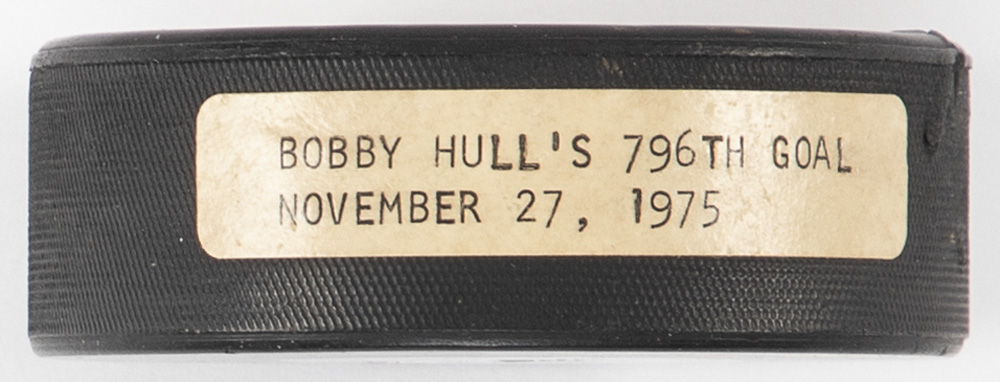 BOBBY HULL'S 796TH GOAL
NOVEMBER 27, 1975